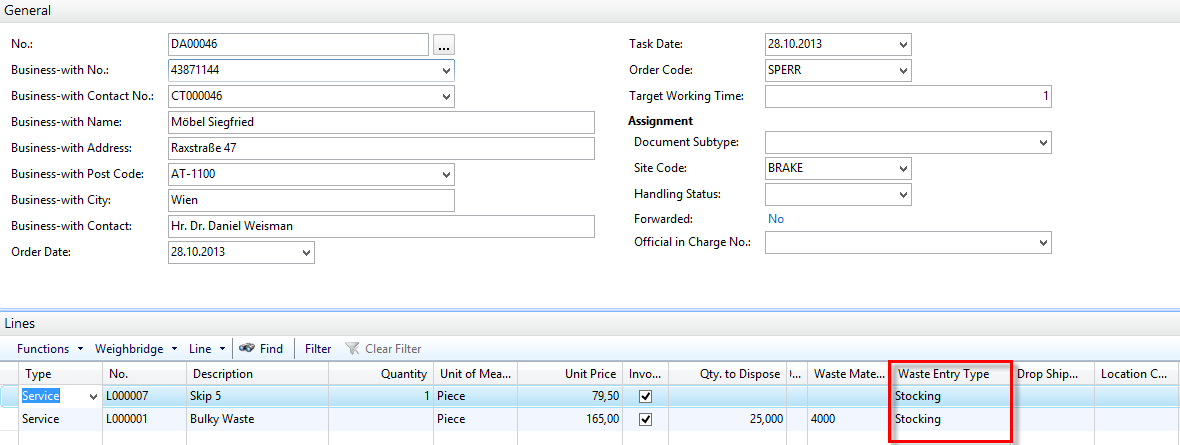 General
No.: DA00046 ...
Business-with No.: 43871144
Business-with Contact No.: CT000046
Business-with Name: Möbel Siegfried
Business-with Address: Raxstraße 47
Business-with Post Code: AT-1100
Business-with City: Wien
Business-with Contact: Hr. Dr. Daniel Weisman
Order Date: 28.10.2013
Task Date: 28.10.2013
Order Code: SPERR
Target Working Time: 1
Assignment
Document Subtype:
Site Code: BRAKE
Handling Status:
Forwarded: No
Official in Charge No.:
Lines
Functions Weighbridge Line Find Filter Clear Filter
Type No. Description Quantity Unit of Mea... Unit Price Invo... Qty. to Dispose Waste Mate... Waste Entry Type Drop Ship... Location C...
Service L000007 Skip 5 1 Piece 79,50 Stocking
Service L000001 Bulky Waste Piece 165,00 25,000 4000 Stocking